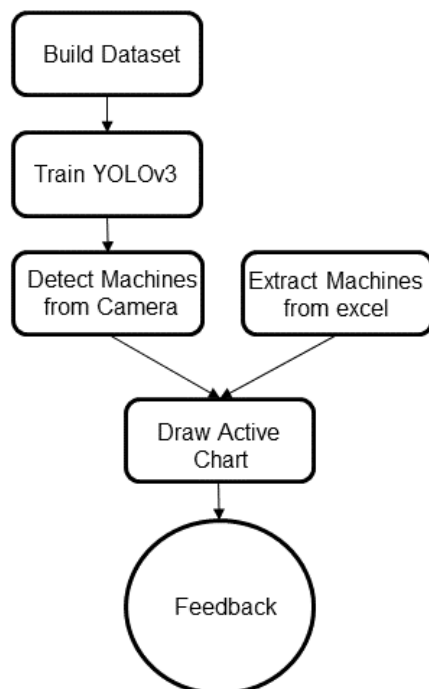 Build Dataset
Train YOLOv3
Detect Machines
from Camera
Extract Machines
from excel
Draw Active
Chart
Feedback